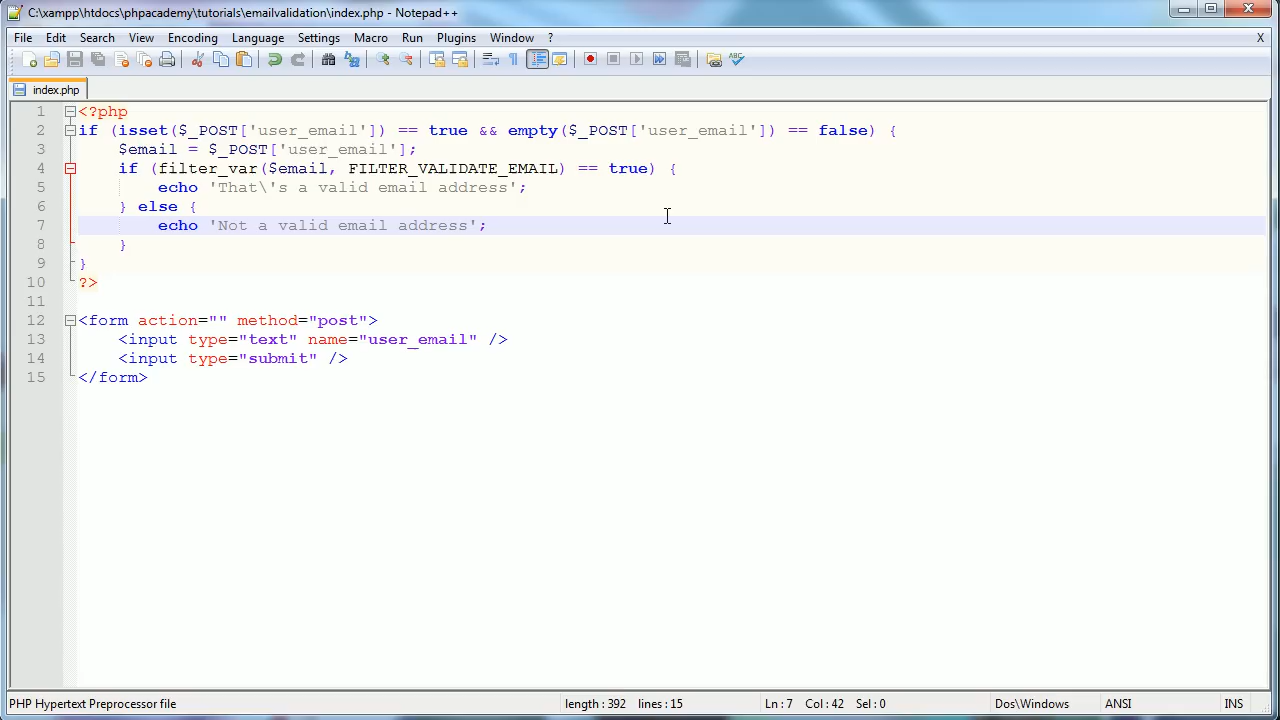 C:\xampp\htdocs\phpacademy\tutorials\emailvalidation\index.php - Notepad++
File Edit Search View Encoding Language Settings Macro Run Plugins Window ? X
index.php
1 <?php
2 if (isset($_POST['user_email']) == true && empty($_POST['user_email']) == false) {
3 $email = $_POST['user_email'];
4 if (filter_var($email, FILTER_VALIDATE_EMAIL) == true) {
5 echo 'That\'s a valid email address';
6 } else {
7 echo 'Not a valid email address';
8 }
9 }
10 ?>
11
12 <form action="" method="post">
13 <input type="text" name="user_email" />
14 <input type="submit" />
15 </form>
PHP Hypertext Preprocessor file length : 392 lines : 15 Ln : 7 Col : 42 Sel : 0 Dos\Windows ANSI INS